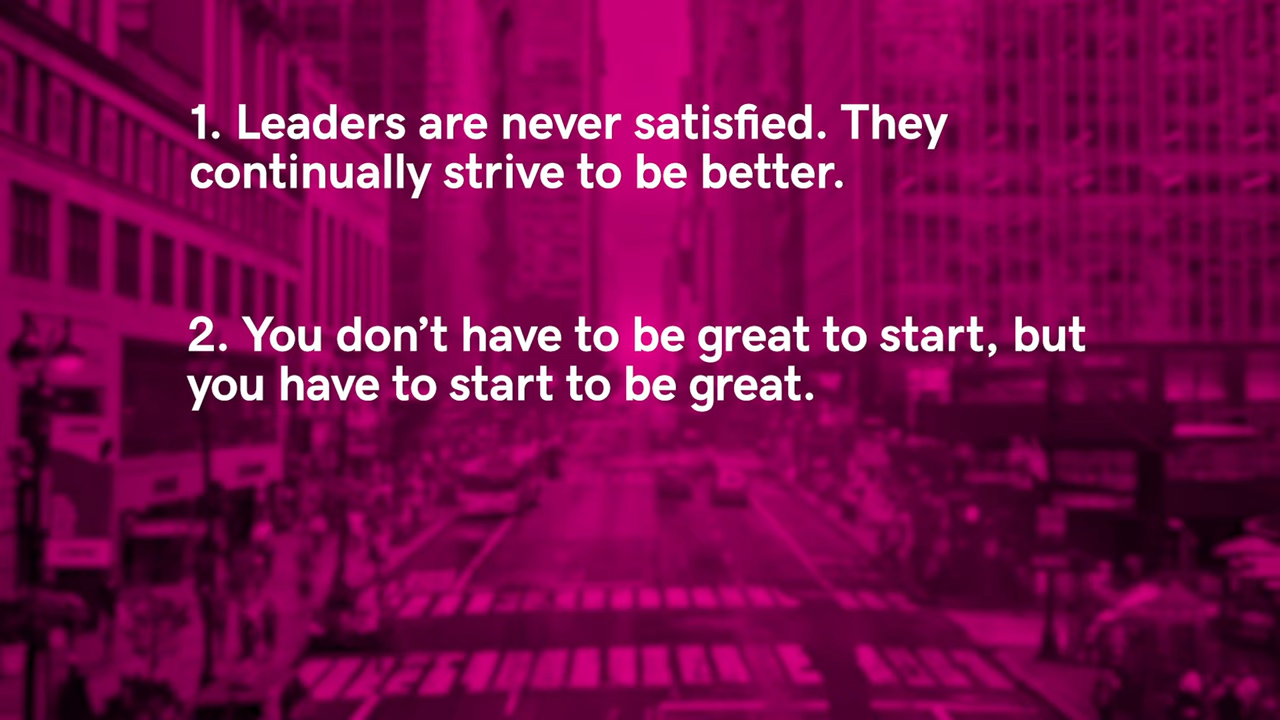 1. Leaders are never satisfied. They
continually strive to be better.
2. You don’t have to be great to start, but
you have to start to be great.